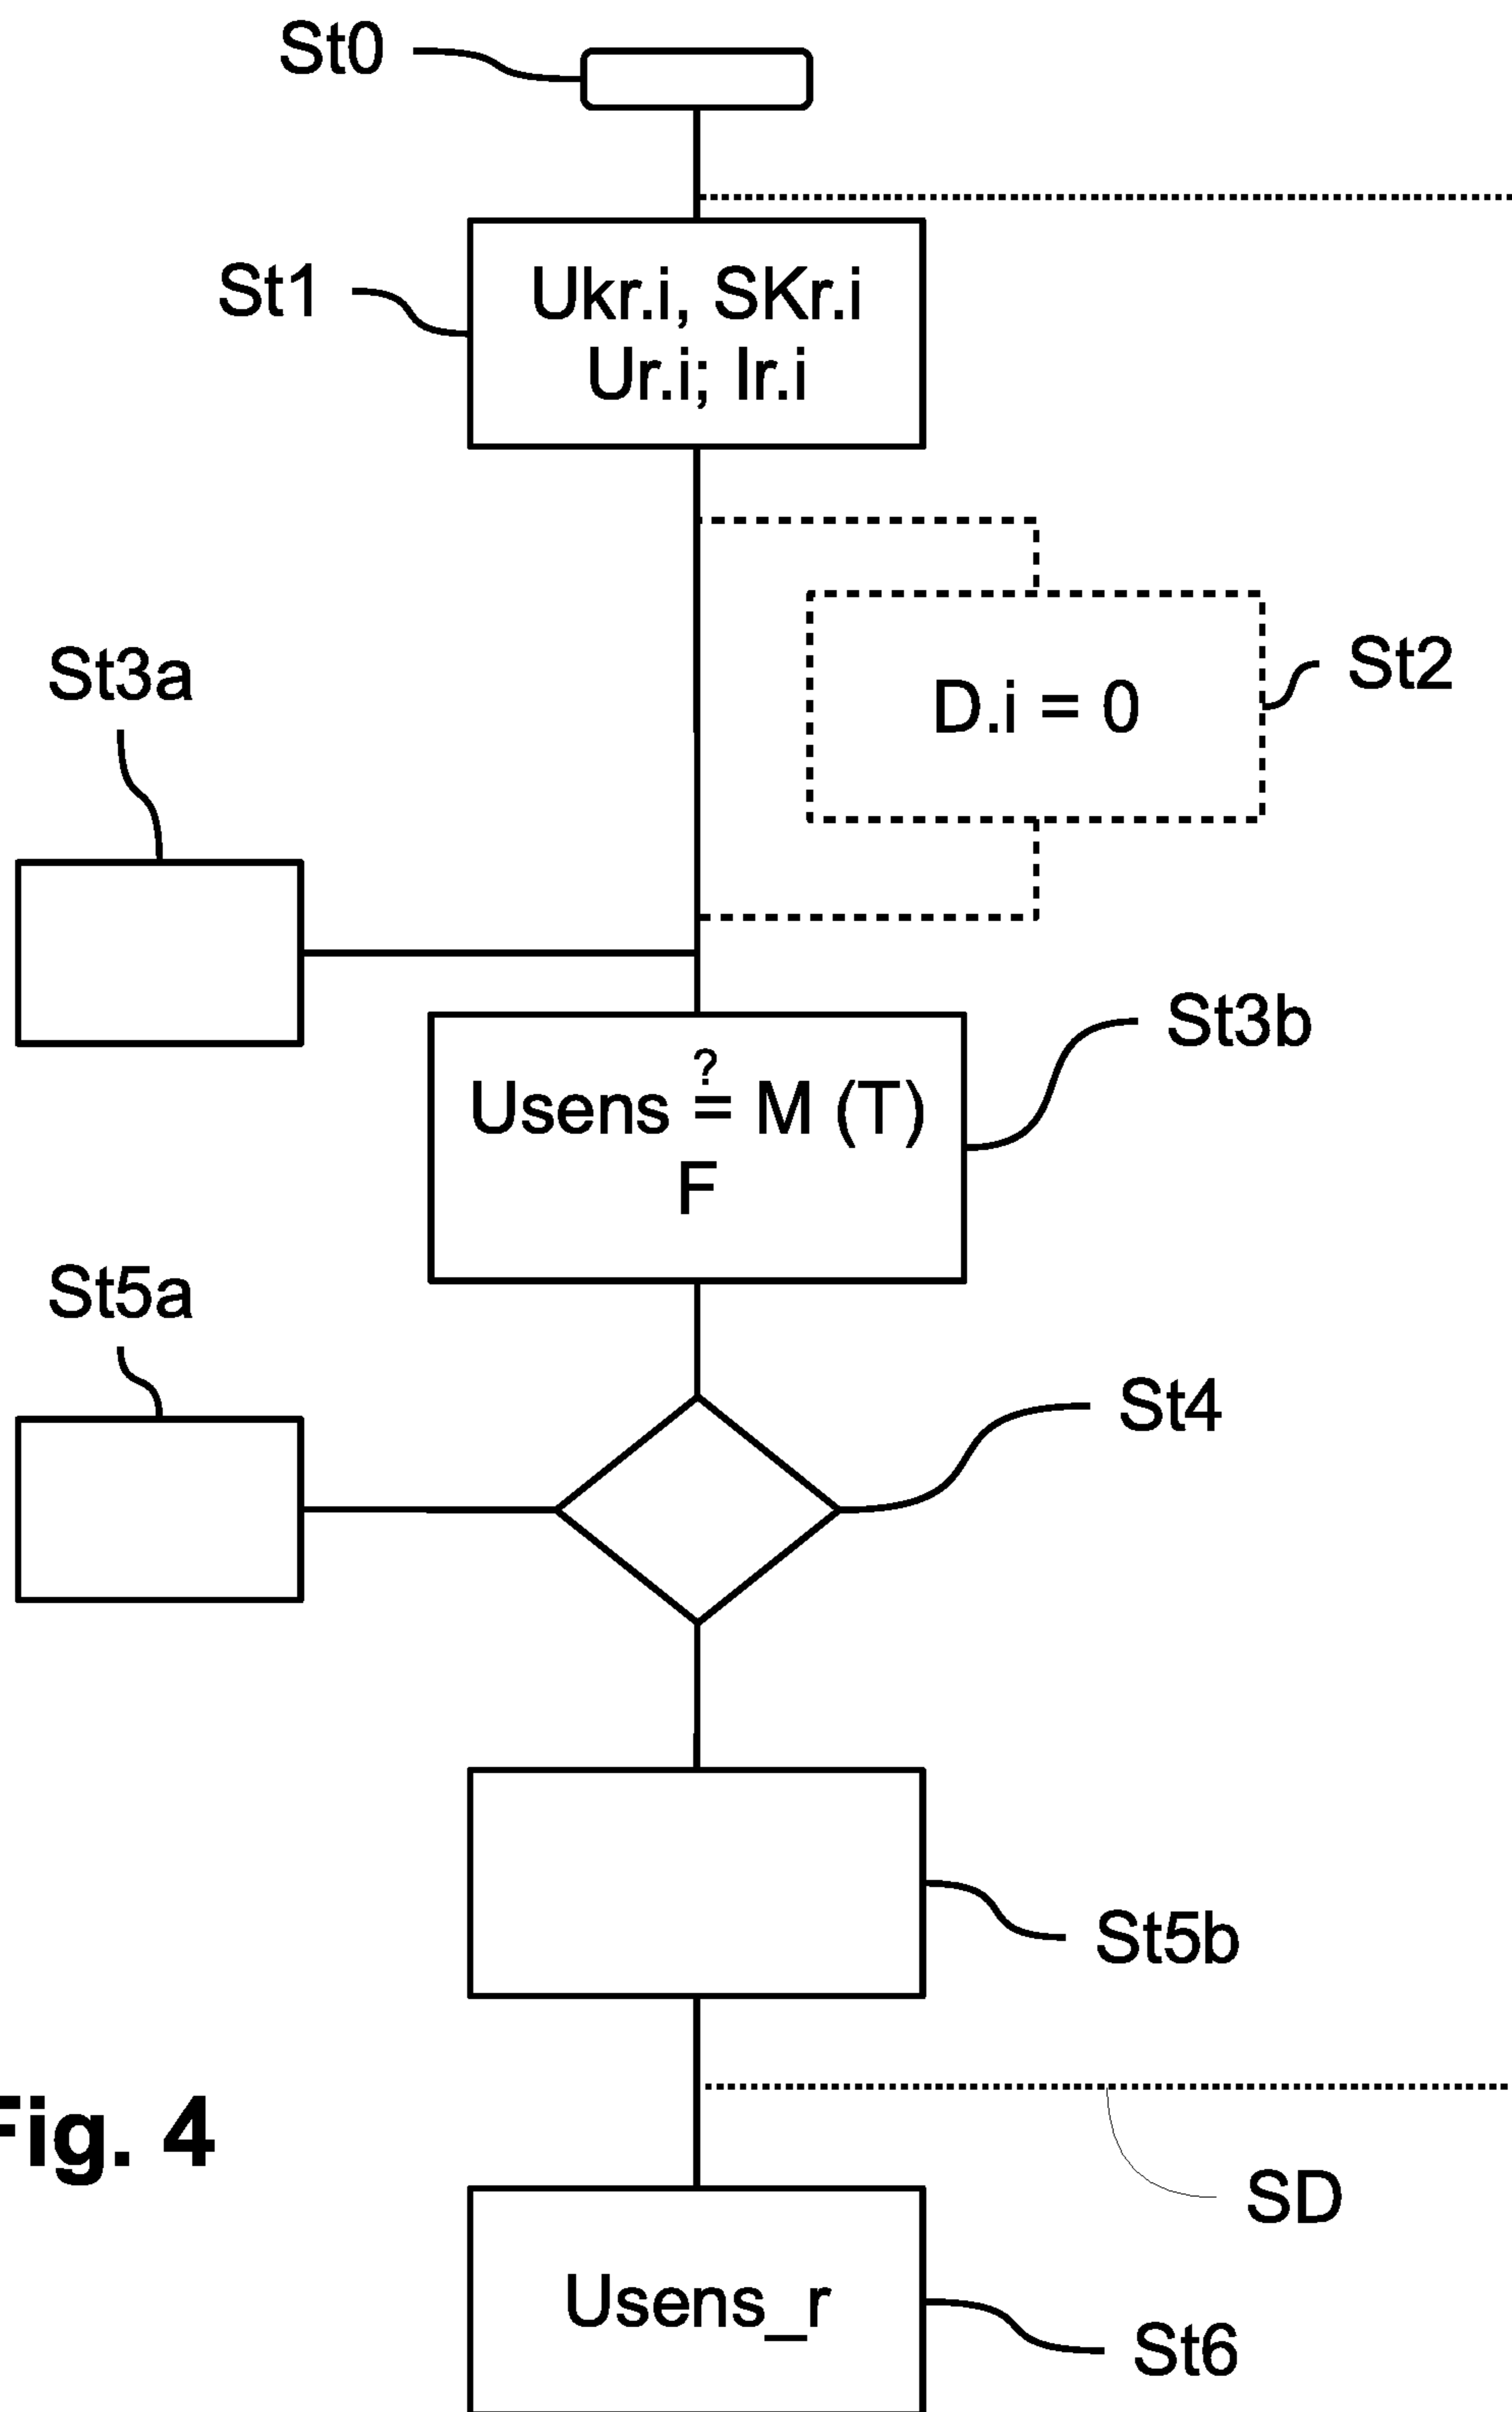 St0
St1
Ukr.i, SKr.i
Ur.i; Ir.i
St2
D.i = 0
St3a
St3b
?
Usens = M (T)
F
St5a
St4
St5b
Fig. 4
SD
Usens_r
St6